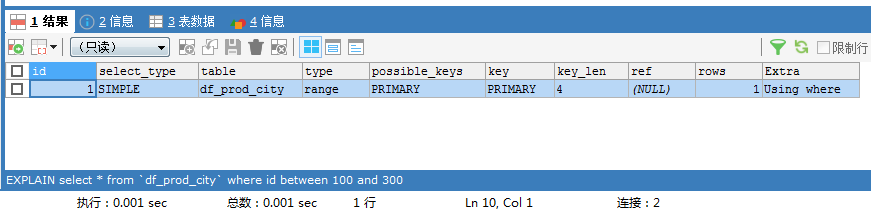 1 结果 2 信息 3 表数据 4 信息
（只读） 限制行
id select_type table type possible_keys key key_len ref rows Extra
1 SIMPLE df_prod_city range PRIMARY PRIMARY 4 (NULL) 1 Using where
EXPLAIN select * from `df_prod_city` where id between 100 and 300
执行：0.001 sec 总数：0.001 sec 1 行 Ln 10, Col 1 连接：2